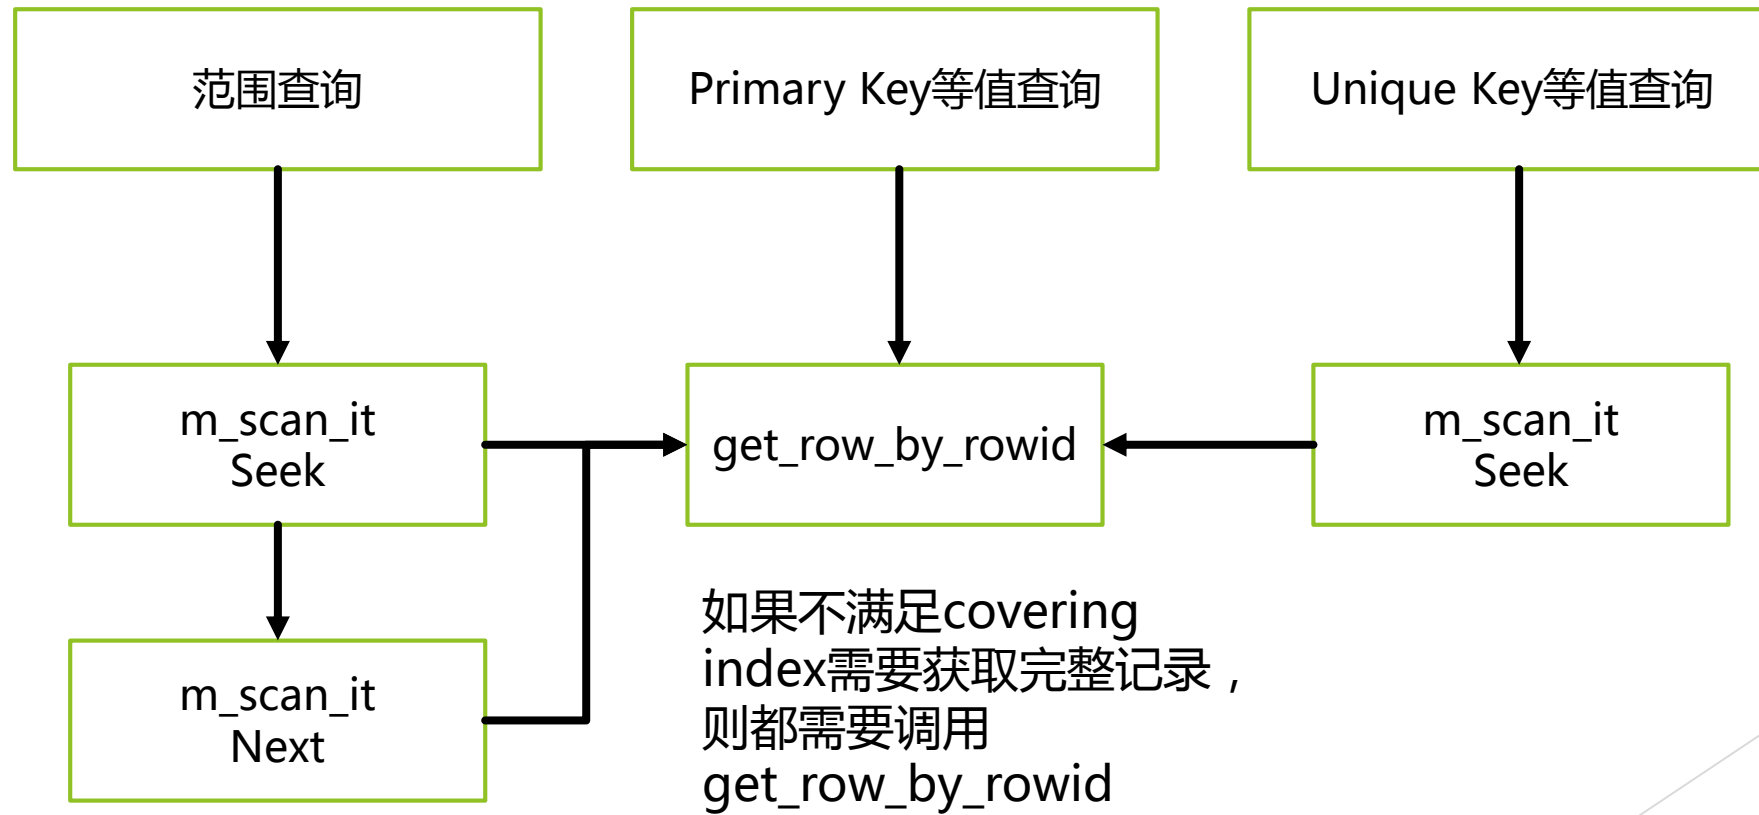 范围查询
Primary Key等值查询
Unique Key等值查询
m_scan_it
Seek
get_row_by_rowid
m_scan_it
Seek
m_scan_it
Next
如果不满足covering
index需要获取完整记录，
则都需要调用
get_row_by_rowid